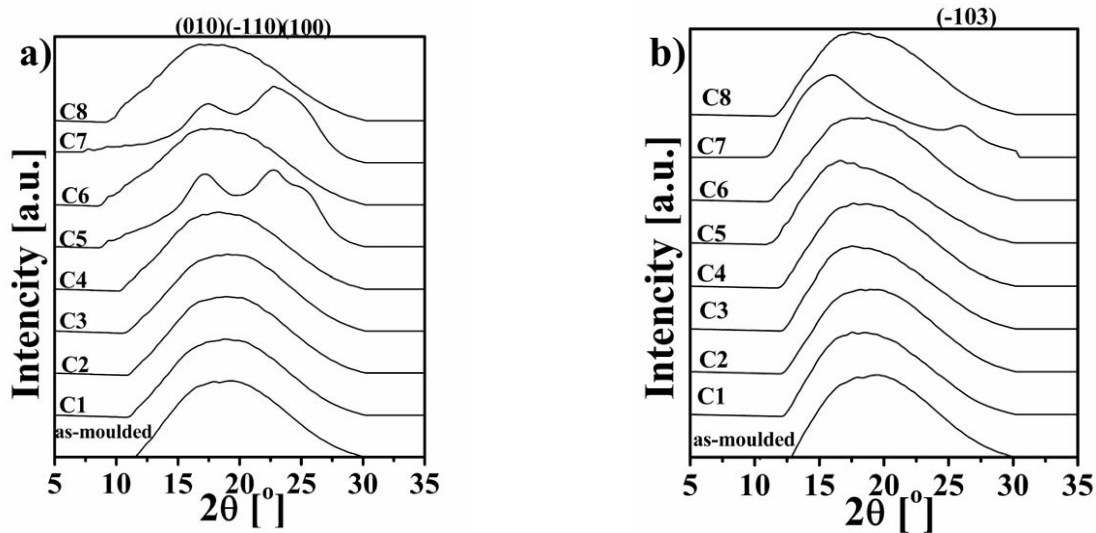 (010)(-110)(100)
a)
C8
C7
C6
C5
C4
C3
C2
C1
as-moulded
Intencity [a.u.]
5 10 15 20 25 30 35
2θ [°]
(-103)
b)
C8
C7
C6
C5
C4
C3
C2
C1
as-moulded
Intencity [a.u.]
5 10 15 20 25 30 35
2θ [°]